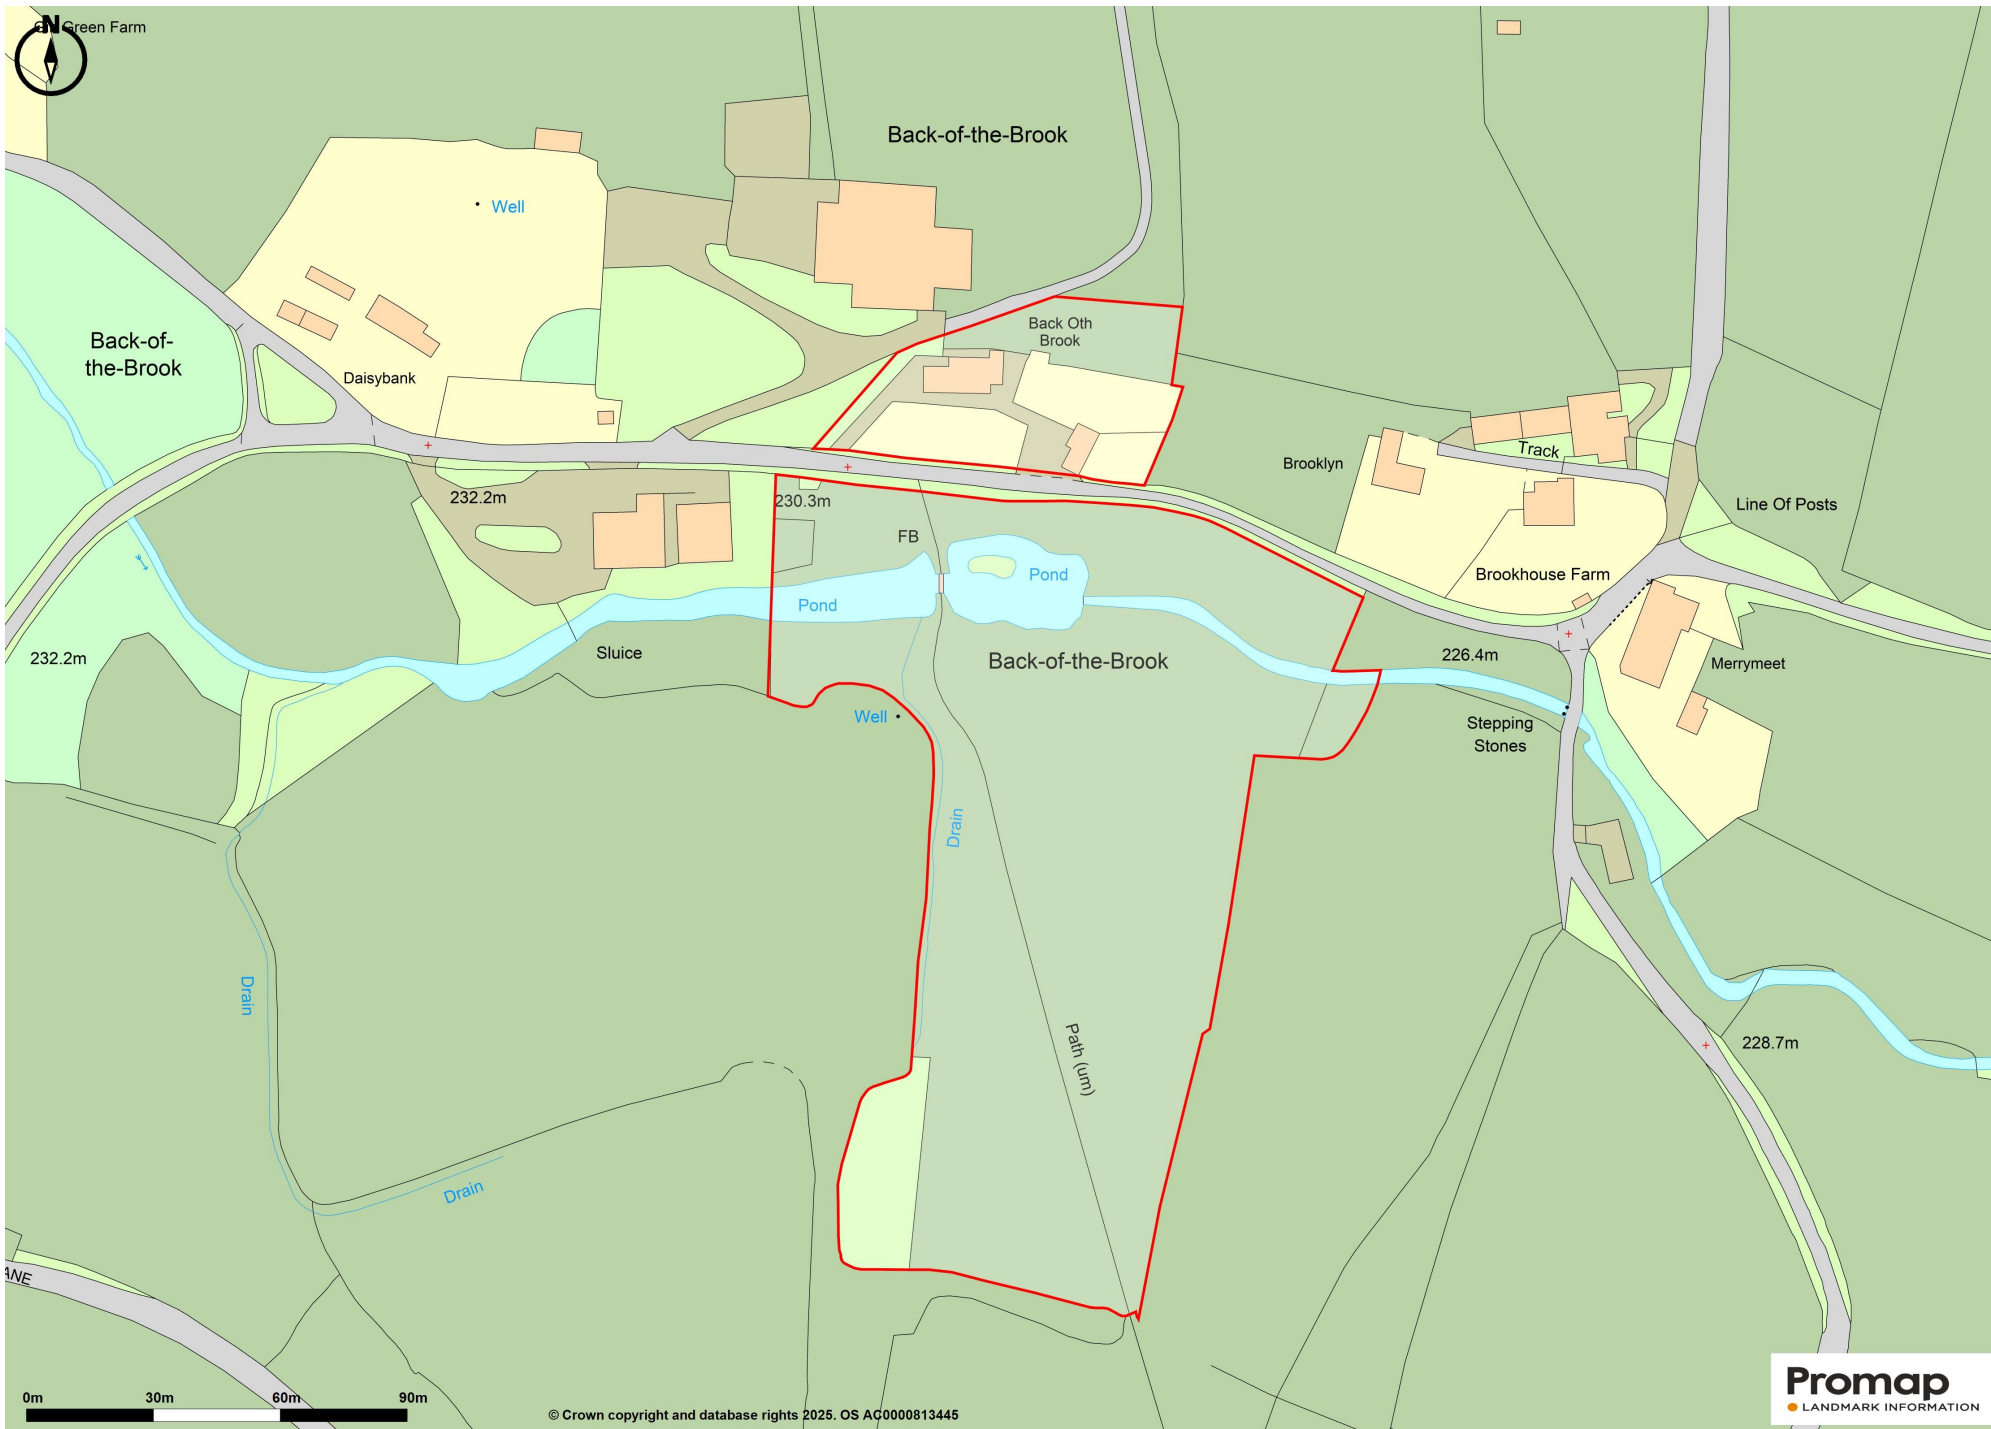 Green Farm
N
Back-of-the-Brook
Well
Back Oth
Brook
Back-of-
the-Brook
Daisybank
Track
Brooklyn
232.2m
230.3m
Line Of Posts
FB
Pond
Brookhouse Farm
Pond
Sluice
232.2m
Back-of-the-Brook
226.4m
Merrymeet
Well
Stepping
Stones
Drain
Drain
Path (um)
228.7m
Drain
ANE
0m 30m 60m 90m
© Crown copyright and database rights 2025. OS AC0000813445
Promap
LANDMARK INFORMATION